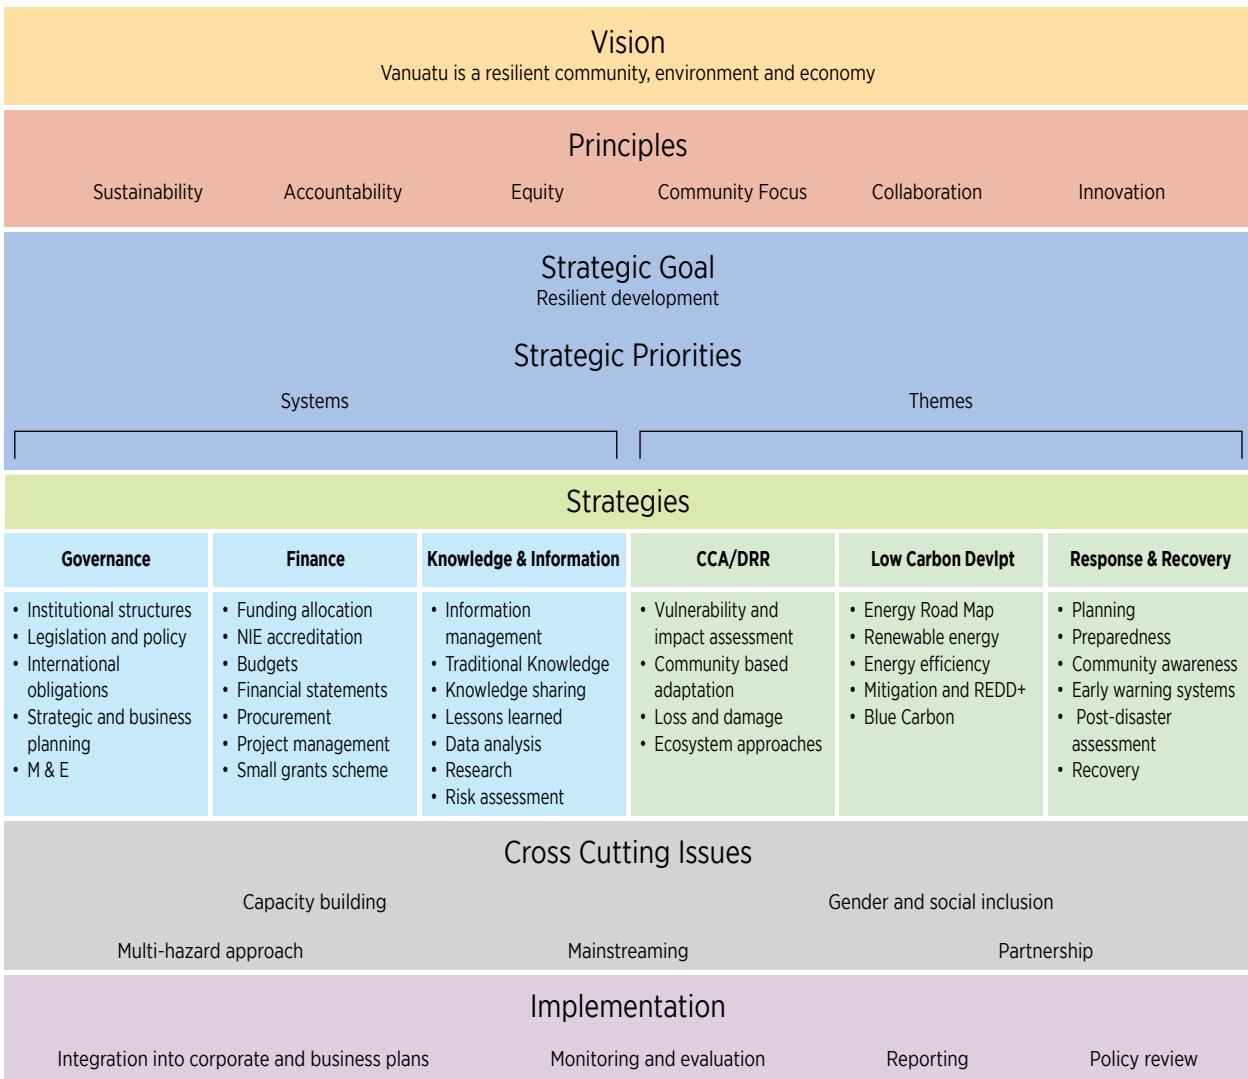 Vision
Vanuatu is a resilient community, environment and economy
Principles
Sustainability Accountability Equity Community Focus Collaboration Innovation
Strategic Goal
Resilient development
Strategic Priorities
Systems Themes
Strategies
Governance
• Institutional structures
• Legislation and policy
• International
obligations
• Strategic and business
planning
• M & E
Finance
• Funding allocation
• NIE accreditation
• Budgets
• Financial statements
• Procurement
• Project management
• Small grants scheme
Knowledge & Information
• Information
management
• Traditional Knowledge
• Knowledge sharing
• Lessons learned
• Data analysis
• Research
• Risk assessment
CCA/DRR
• Vulnerability and
impact assessment
• Community based
adaptation
• Loss and damage
• Ecosystem approaches
Low Carbon Devlpt
• Energy Road Map
• Renewable energy
• Energy efficiency
• Mitigation and REDD+
• Blue Carbon
Response & Recovery
• Planning
• Preparedness
• Community awareness
• Early warning systems
• Post-disaster
assessment
• Recovery
Cross Cutting Issues
Capacity building Gender and social inclusion
Multi-hazard approach Mainstreaming Partnership
Implementation
Integration into corporate and business plans Monitoring and evaluation Reporting Policy review